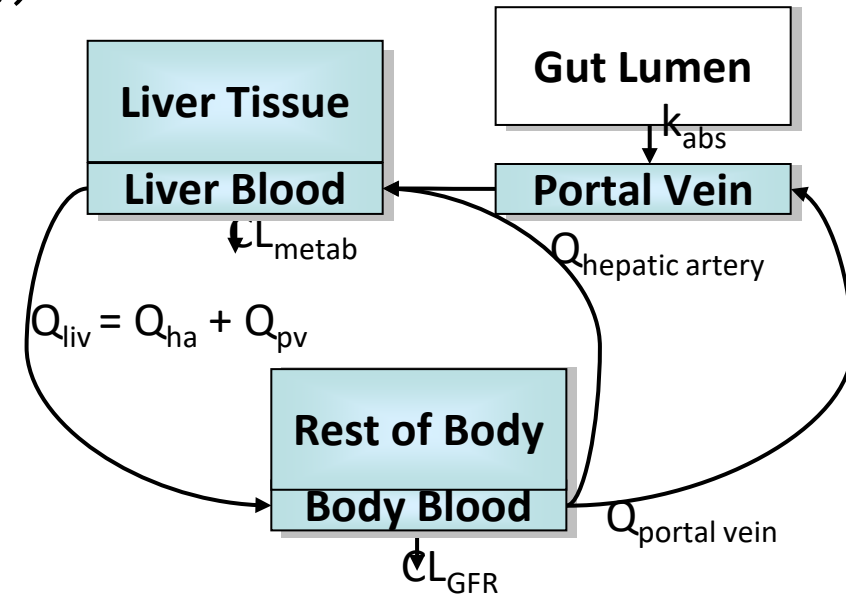 Gut Lumen
k_abs
Liver Tissue
Liver Blood
Portal Vein
CL_metab
Q_hepatic artery
Q_liv = Q_ha + Q_pv
Rest of Body
Body Blood
Q_portal vein
CL_GFR